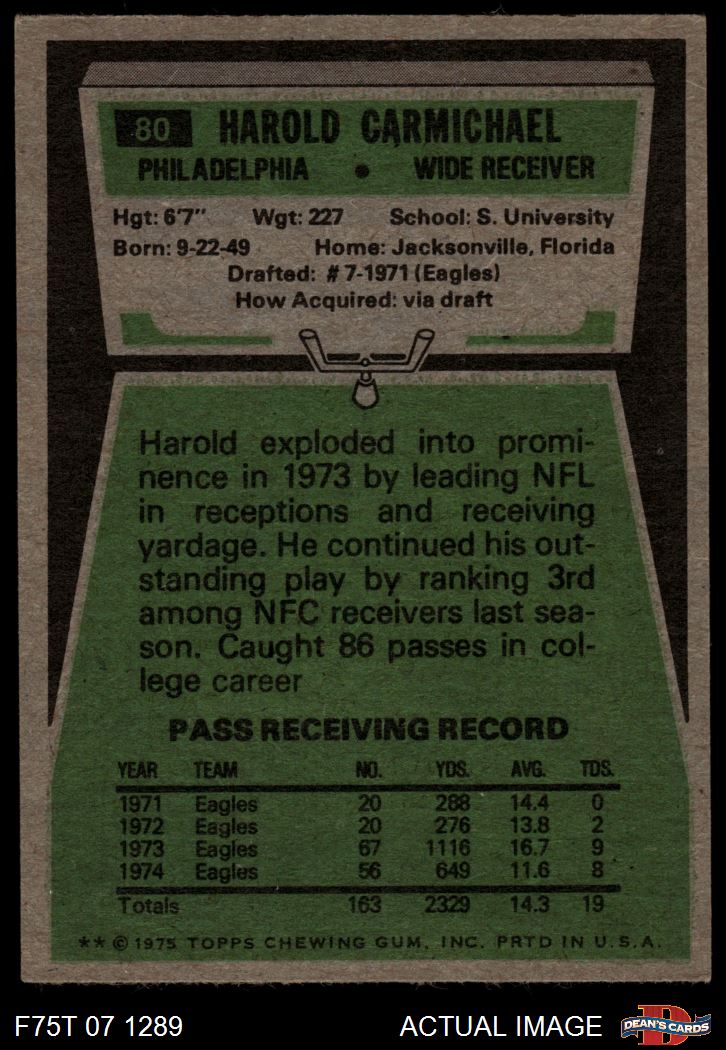 80 HAROLD CARMICHAEL
PHILADELPHIA • WIDE RECEIVER
Hgt: 6'7" Wgt: 227 School: S. University
Born: 9-22-49 Home: Jacksonville, Florida
Drafted: #7-1971 (Eagles)
How Acquired: via draft
Harold exploded into promi-
nence in 1973 by leading NFL
in receptions and receiving
yardage. He continued his out-
standing play by ranking 3rd
among NFC receivers last sea-
son. Caught 86 passes in col-
lege career
PASS RECEIVING RECORD
YEAR TEAM NO. YDS. AVG. TDS.
1971 Eagles 20 288 14.4 0
1972 Eagles 20 276 13.8 2
1973 Eagles 67 1116 16.7 9
1974 Eagles 56 649 11.6 8
Totals 163 2329 14.3 19
** © 1975 TOPPS CHEWING GUM, INC. PRTD IN U.S.A.
F75T 07 1289 ACTUAL IMAGE D DEAN'S CARDS